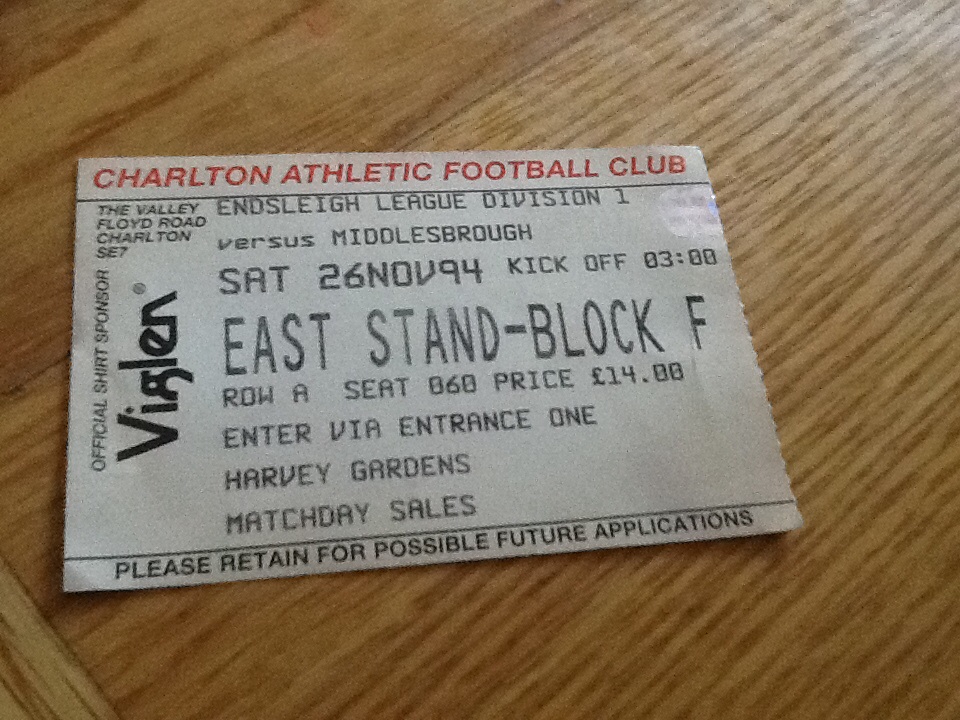 CHARLTON ATHLETIC FOOTBALL CLUB
THE VALLEY
FLOYD ROAD
CHARLTON
SE7
OFFICIAL SHIRT SPONSOR
Viglen®
ENDSLEIGH LEAGUE DIVISION 1
versus MIDDLESBROUGH
SAT 26NOV94 KICK OFF 03:00
EAST STAND-BLOCK F
ROW A SEAT 060 PRICE £14.00
ENTER VIA ENTRANCE ONE
HARVEY GARDENS
MATCHDAY SALES
PLEASE RETAIN FOR POSSIBLE FUTURE APPLICATIONS